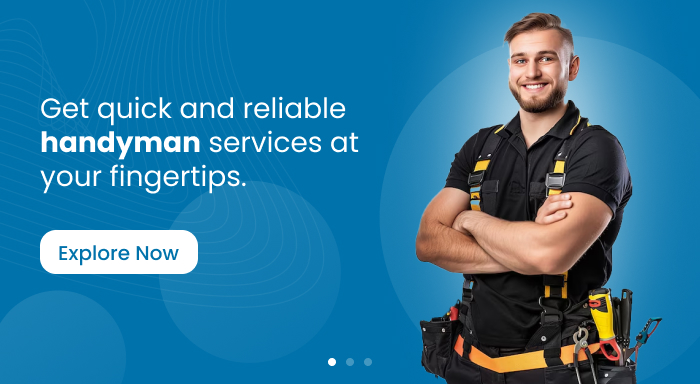 Get quick and reliable
handyman services at
your fingertips.
Explore Now